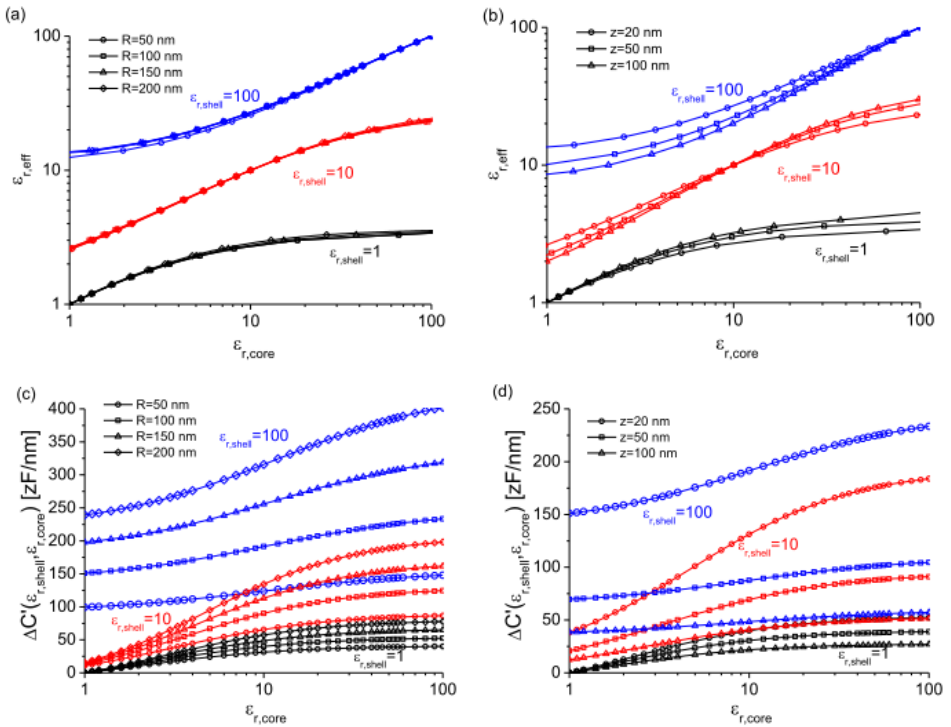 (a)
R=50 nm
R=100 nm
R=150 nm
R=200 nm
εr,shell=100
εr,shell=10
εr,shell=1
100
10
1
εr,eff
1
10
100
εr,core
(b)
z=20 nm
z=50 nm
z=100 nm
εr,shell=100
εr,shell=10
εr,shell=1
100
10
1
εr,eff
1
10
100
εr,core
(c)
R=50 nm
R=100 nm
R=150 nm
R=200 nm
εr,shell=100
εr,shell=10
εr,shell=1
400
350
300
250
200
150
100
50
0
ΔC'(εr,shell,εr,core) [zF/nm]
1
10
100
εr,core
(d)
z=20 nm
z=50 nm
z=100 nm
εr,shell=100
εr,shell=10
εr,shell=1
250
200
150
100
50
0
ΔC'(εr,shell,εr,core) [zF/nm]
1
10
100
εr,core